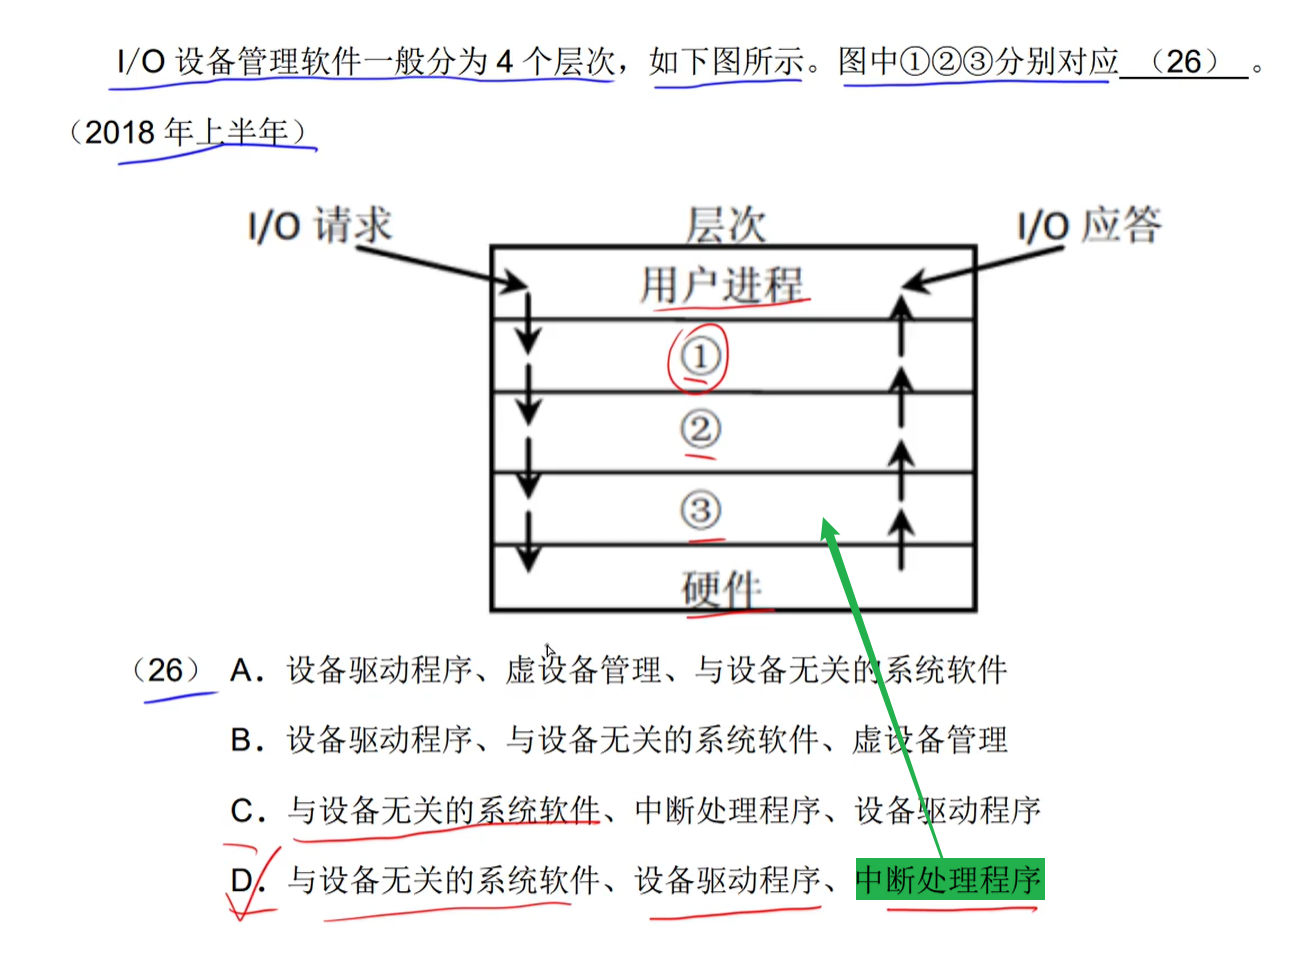 I/O 设备管理软件一般分为 4 个层次，如下图所示。图中①②③分别对应 （26） 。
（2018 年上半年）
I/O 请求 层次 I/O 应答
用户进程
①
②
③
硬件
（26） A．设备驱动程序、虚设备管理、与设备无关的系统软件
B．设备驱动程序、与设备无关的系统软件、虚设备管理
C．与设备无关的系统软件、中断处理程序、设备驱动程序
D．与设备无关的系统软件、设备驱动程序、中断处理程序